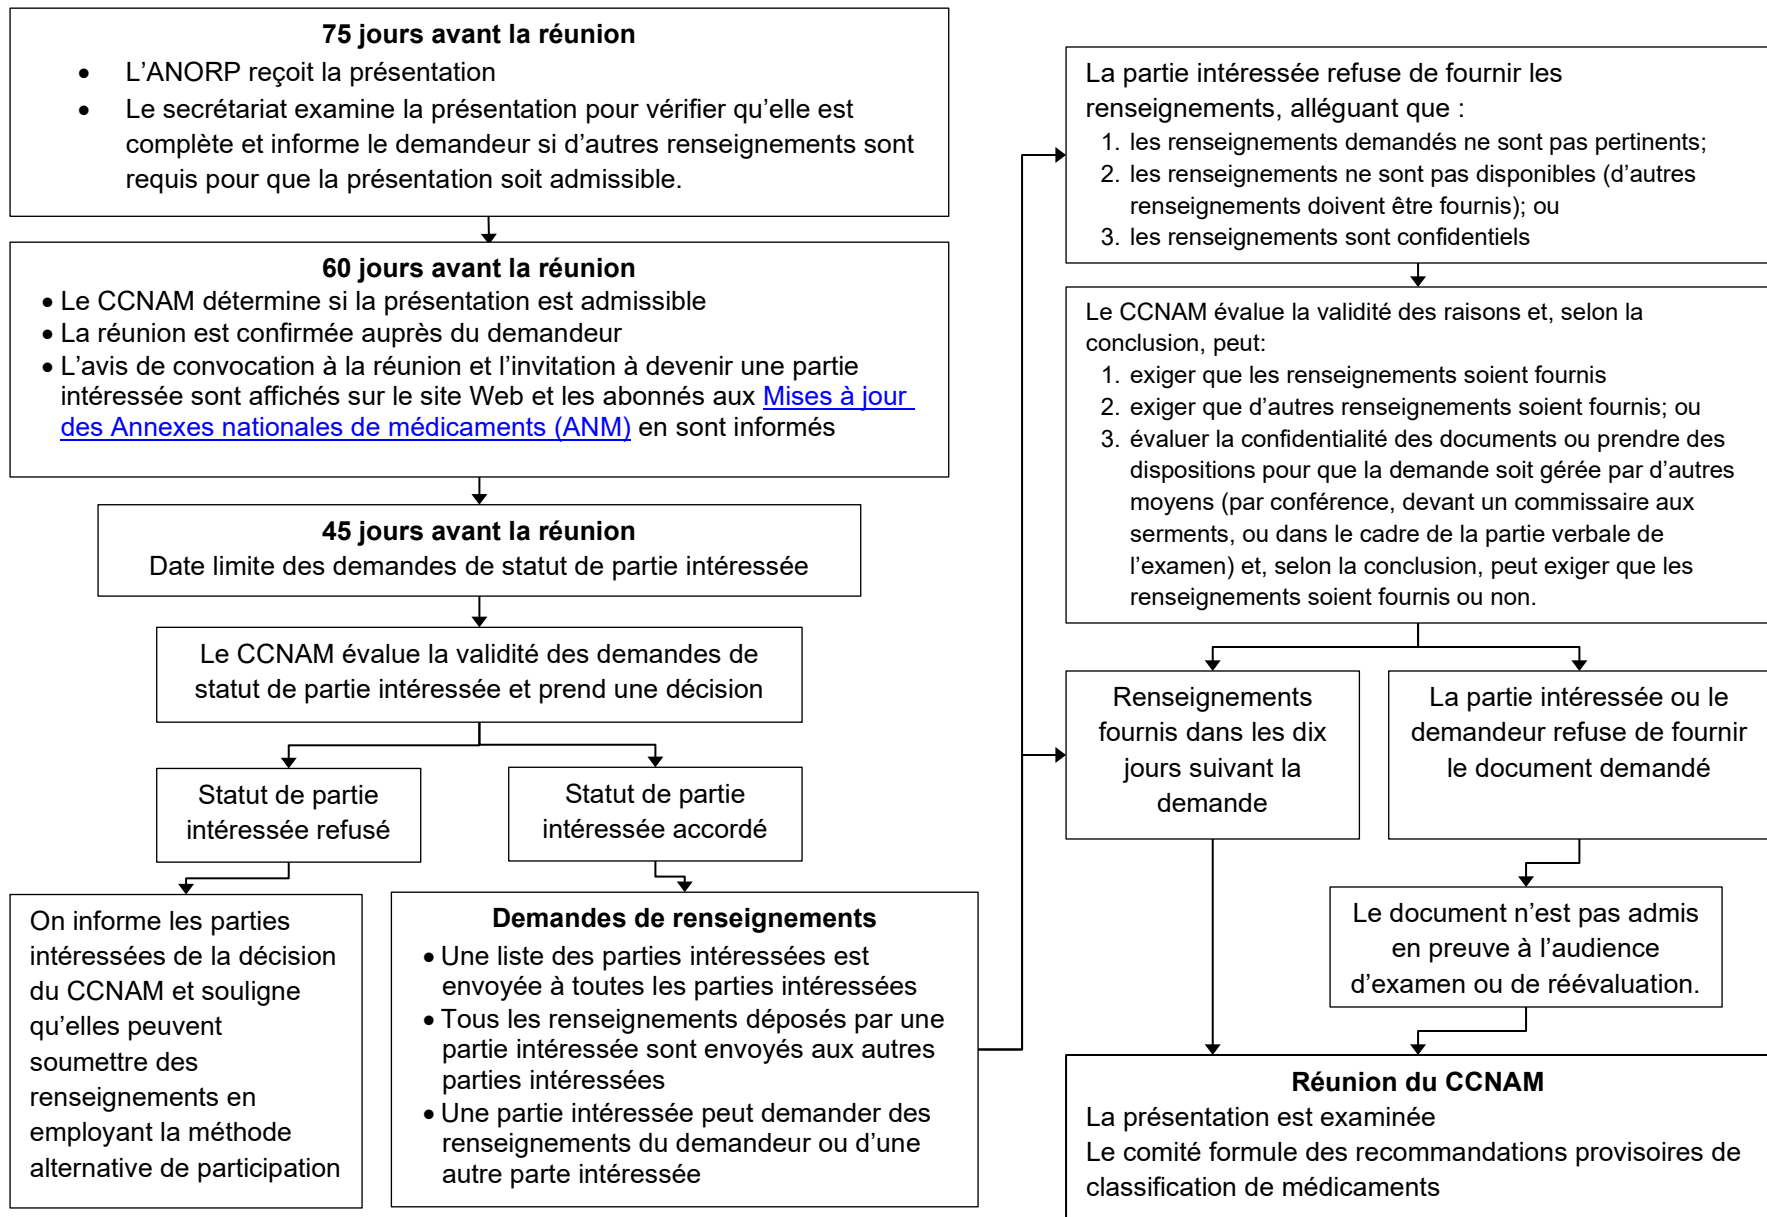 75 jours avant la réunion
• L’ANORP reçoit la présentation
• Le secrétariat examine la présentation pour vérifier qu’elle est
complète et informe le demandeur si d’autres renseignements sont
requis pour que la présentation soit admissible.
60 jours avant la réunion
• Le CCNAM détermine si la présentation est admissible
• La réunion est confirmée auprès du demandeur
• L’avis de convocation à la réunion et l’invitation à devenir une partie
intéressée sont affichés sur le site Web et les abonnés aux Mises à jour
des Annexes nationales de médicaments (ANM) en sont informés
45 jours avant la réunion
Date limite des demandes de statut de partie intéressée
Le CCNAM évalue la validité des demandes de
statut de partie intéressée et prend une décision
Statut de partie
intéressée refusé
Statut de partie
intéressée accordé
On informe les parties
intéressées de la décision
du CCNAM et souligne
qu’elles peuvent
soumettre des
renseignements en
employant la méthode
alternative de participation
Demandes de renseignements
• Une liste des parties intéressées est
envoyée à toutes les parties intéressées
• Tous les renseignements déposés par une
partie intéressée sont envoyés aux autres
parties intéressées
• Une partie intéressée peut demander des
renseignements du demandeur ou d’une
autre parte intéressée
La partie intéressée refuse de fournir les
renseignements, alléguant que :
1. les renseignements demandés ne sont pas pertinents;
2. les renseignements ne sont pas disponibles (d’autres
renseignements doivent être fournis); ou
3. les renseignements sont confidentiels
Le CCNAM évalue la validité des raisons et, selon la
conclusion, peut:
1. exiger que les renseignements soient fournis
2. exiger que d’autres renseignements soient fournis; ou
3. évaluer la confidentialité des documents ou prendre des
dispositions pour que la demande soit gérée par d’autres
moyens (par conférence, devant un commissaire aux
serments, ou dans le cadre de la partie verbale de
l’examen) et, selon la conclusion, peut exiger que les
renseignements soient fournis ou non.
Renseignements
fournis dans les dix
jours suivant la
demande
La partie intéressée ou le
demandeur refuse de fournir
le document demandé
Le document n’est pas admis
en preuve à l’audience
d’examen ou de réévaluation.
Réunion du CCNAM
La présentation est examinée
Le comité formule des recommandations provisoires de
classification de médicaments